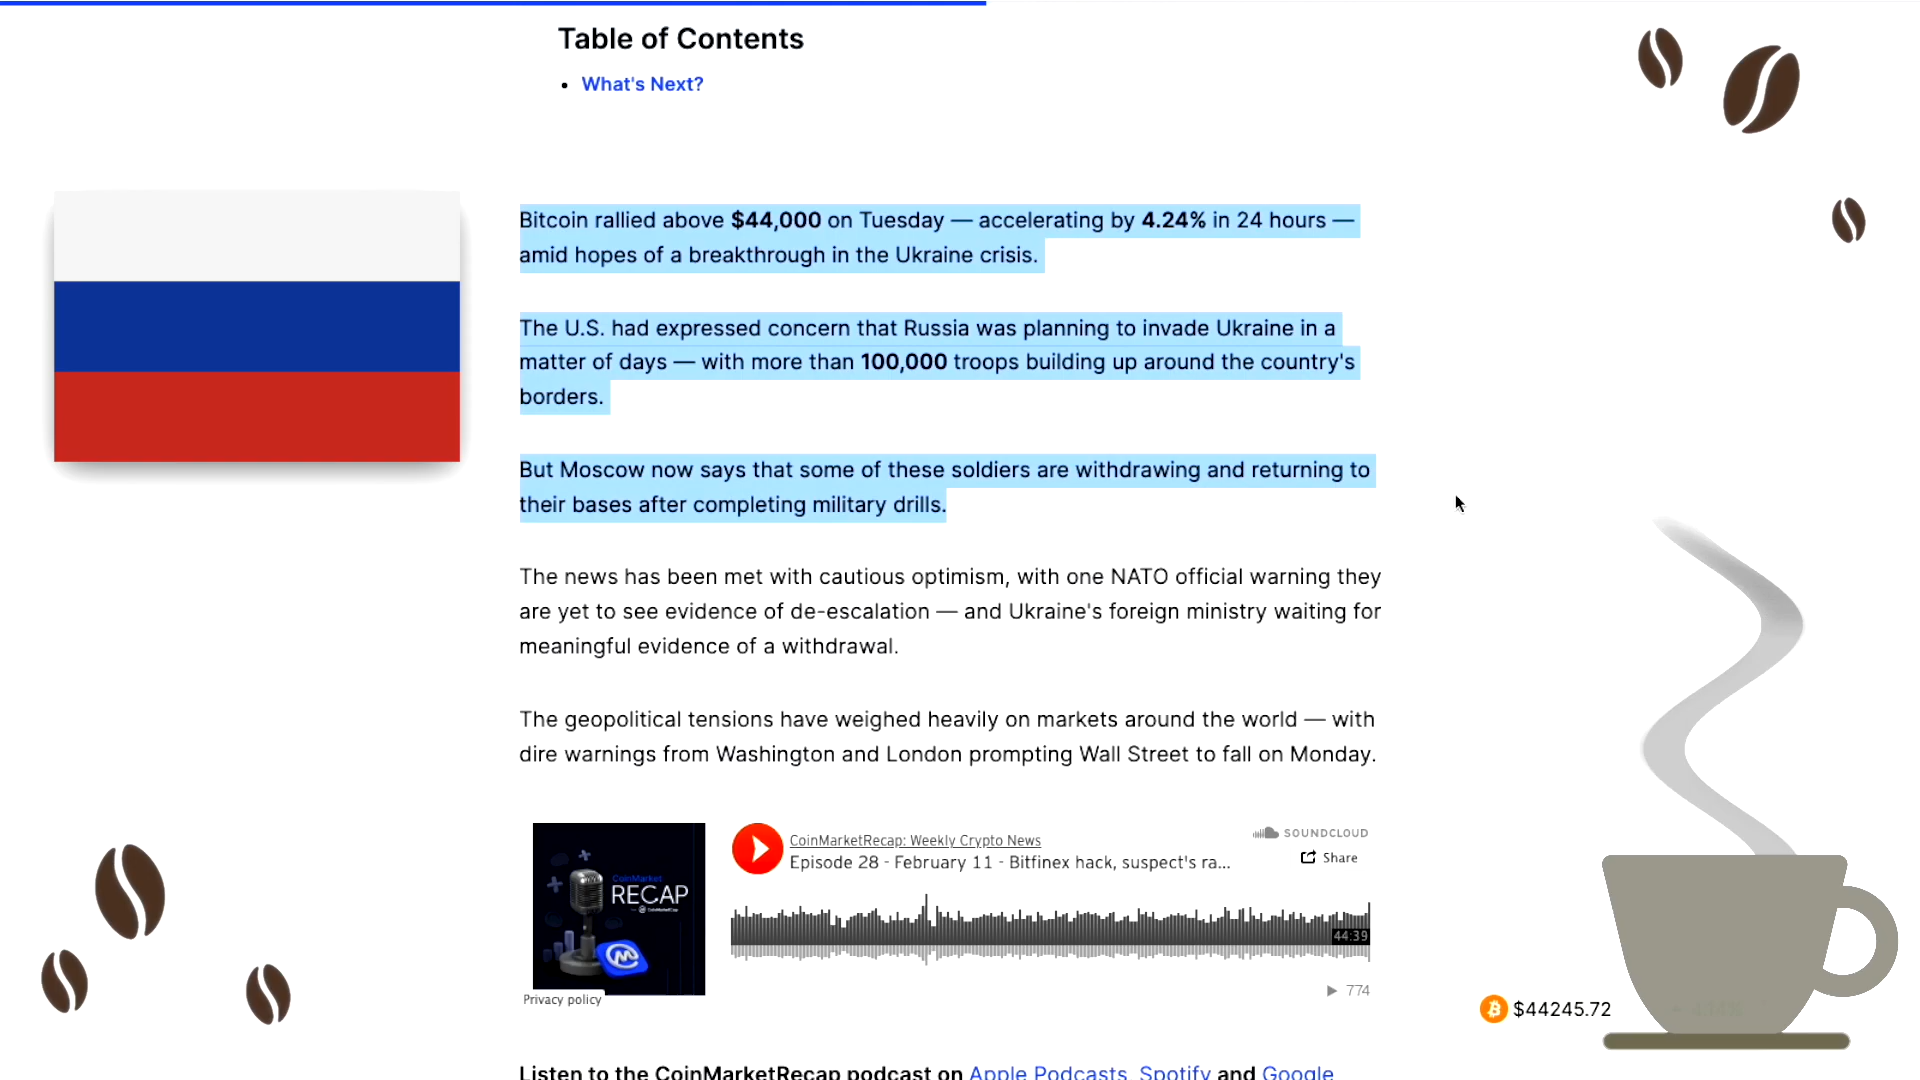 Table of Contents
• What's Next?
Bitcoin rallied above $44,000 on Tuesday — accelerating by 4.24% in 24 hours —
amid hopes of a breakthrough in the Ukraine crisis.
The U.S. had expressed concern that Russia was planning to invade Ukraine in a
matter of days — with more than 100,000 troops building up around the country's
borders.
But Moscow now says that some of these soldiers are withdrawing and returning to
their bases after completing military drills.
The news has been met with cautious optimism, with one NATO official warning they
are yet to see evidence of de-escalation — and Ukraine's foreign ministry waiting for
meaningful evidence of a withdrawal.
The geopolitical tensions have weighed heavily on markets around the world — with
dire warnings from Washington and London prompting Wall Street to fall on Monday.
CoinMarket
RECAP
CoinMarketRecap: Weekly Crypto News
Episode 28 - February 11 - Bitfinex hack, suspect's ra...
SOUNDCLOUD
Share
44:39
Privacy policy
774
$44245.72
Listen to the CoinMarketRecap podcast on Apple Podcasts, Spotify and Google